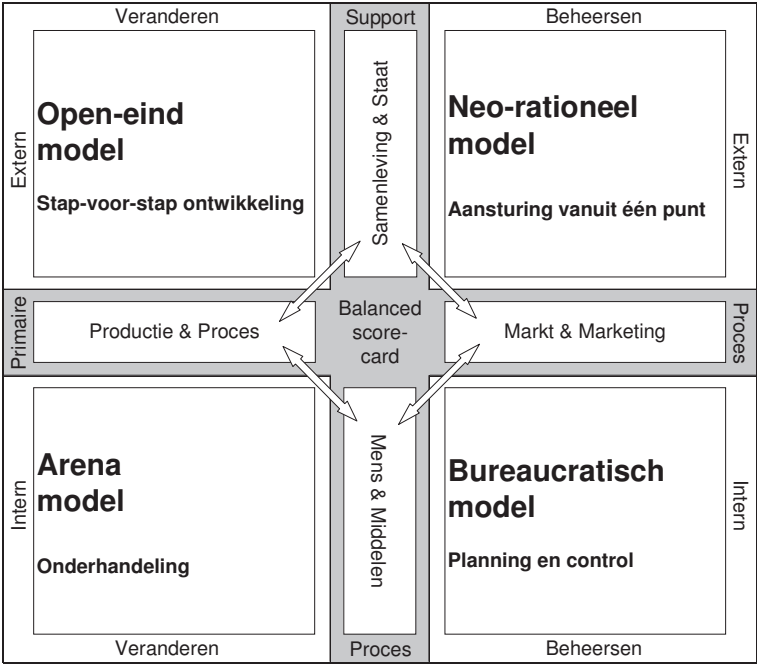 Veranderen
Support
Beheersen
Extern
Open-eind
model
Stap-voor-stap ontwikkeling
Samenleving & Staat
Neo-rationeel
model
Aansturing vanuit één punt
Extern
Primaire
Productie & Proces
Balanced
score-
card
Markt & Marketing
Proces
Intern
Arena
model
Onderhandeling
Mens & Middelen
Bureaucratisch
model
Planning en control
Intern
Veranderen
Proces
Beheersen